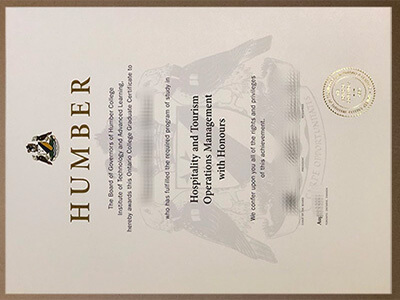 HUMBER
The Board of Governors of Humber College
Institute of Technology and Advanced Learning,
hereby awards this Ontario College Graduate Certificate to
who has fulfilled the required program of study in
Hospitality and Tourism
Operations Management
with Honours
We confer upon you all of the rights and privileges
of this achievement.